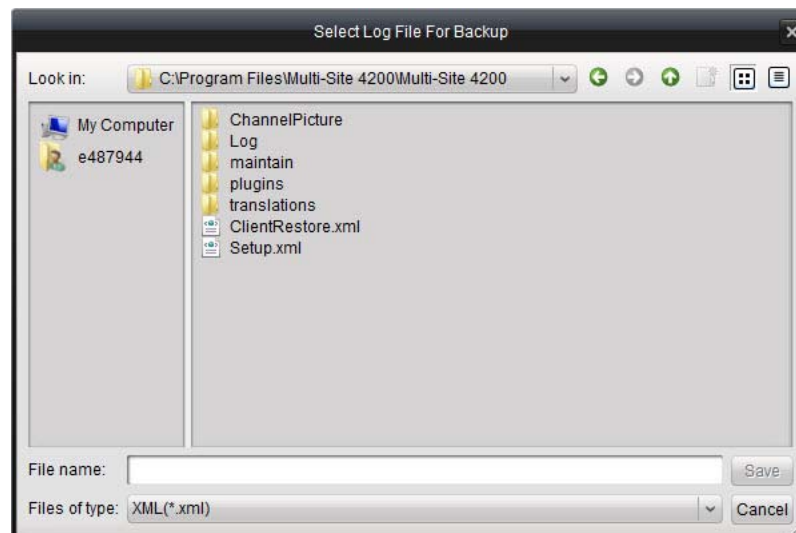 Select Log File For Backup
Look in: C:\Program Files\Multi-Site 4200\Multi-Site 4200
My Computer
e487944
ChannelPicture
Log
maintain
plugins
translations
ClientRestore.xml
Setup.xml
File name: Save
Files of type: XML(*.xml) Cancel